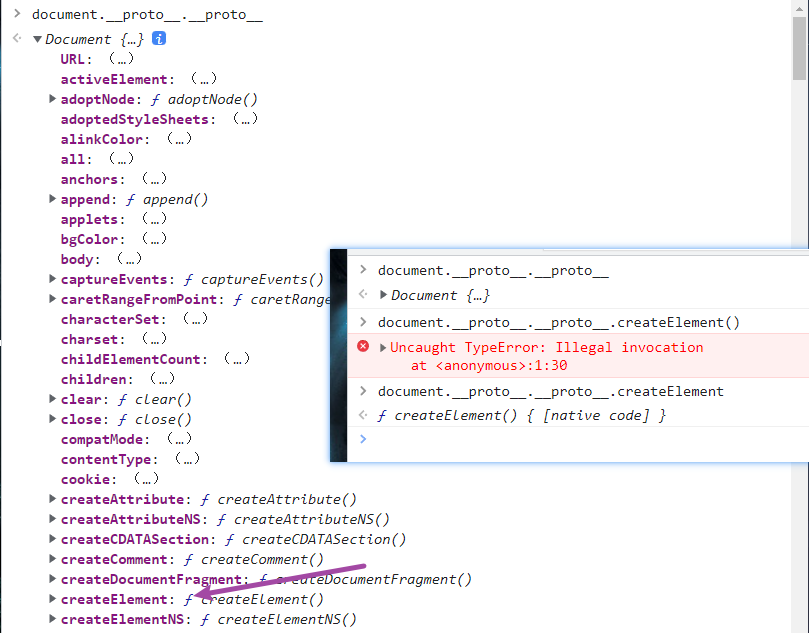 document.__proto__.__proto__
Document {…}
URL: (…)
activeElement: (…)
adoptNode: ƒ adoptNode()
adoptedStyleSheets: (…)
alinkColor: (…)
all: (…)
anchors: (…)
append: ƒ append()
applets: (…)
bgColor: (…)
body: (…)
captureEvents: ƒ captureEvents()
caretRangeFromPoint: ƒ caretRange
characterSet: (…)
charset: (…)
childElementCount: (…)
children: (…)
clear: ƒ clear()
close: ƒ close()
compatMode: (…)
contentType: (…)
cookie: (…)
createAttribute: ƒ createAttribute()
createAttributeNS: ƒ createAttributeNS()
createCDATASection: ƒ createCDATASection()
createComment: ƒ createComment()
createDocumentFragment: ƒ createDocumentFragment()
createElement: ƒ createElement()
createElementNS: ƒ createElementNS()
document.__proto__.__proto__
Document {…}
document.__proto__.__proto__.createElement()
Uncaught TypeError: Illegal invocation
at <anonymous>:1:30
document.__proto__.__proto__.createElement
ƒ createElement() { [native code] }